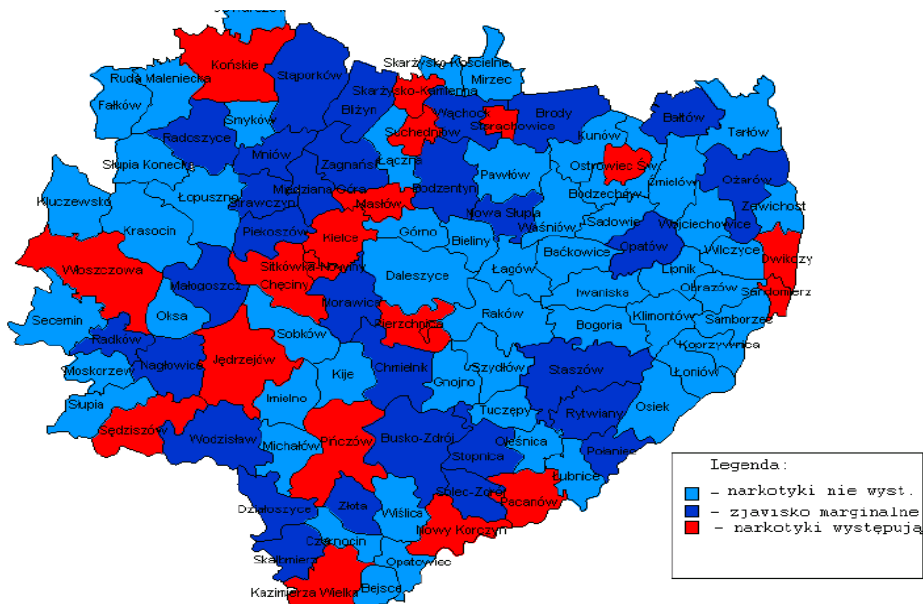 Końskie
Ruda Maleniecka
Stąporków
Skarżysko Kościelne
Mirzec
Fałków
Skarżysko-Kamienna
Bliżyn
Wąchock
Brody
Bałtów
Smyków
Starachowice
Tarłów
Radoszyce
Suchedniów
Kunów
Mniów
Słupia Konecka
Zagnańsk
Łączna
Pawłów
Ostrowiec Św.
Ćmielów
Ożarów
Kluczewsko
Łopuszno
Miedziana Góra
Bodzentyn
Bodzechów
Strawczyn
Masłów
Nowa Słupia
Zawichost
Krasocin
Piekoszów
Kielce
Górno
Bieliny
Waśniów
Sadowie
Wojciechowice
Baćkowice
Opatów
Wilczyce
Dwikozy
Włoszczowa
Sitkówka-Nowiny
Daleszyce
Łagów
Lipnik
Małogoszcz
Chęciny
Iwaniska
Obrazów
Sandomierz
Morawica
Secemin
Oksa
Raków
Klimontów
Samborzec
Sobków
Pierzchnica
Bogoria
Radków
Koprzywnica
Moskorzew
Nagłowice
Jędrzejów
Kije
Chmielnik
Szydłów
Staszów
Łoniów
Gnojno
Słupia
Imielno
Tuczępy
Rytwiany
Osiek
Sędziszów
Wodzisław
Michałów
Pińczów
Busko-Zdrój
Oleśnica
Stopnica
Połaniec
Solec-Zdrój
Pacanów
Łubnice
Działoszyce
Złota
Wiślica
Nowy Korczyn
Czarnocin
Skalbmierz
Opatowiec
Kazimierza Wielka
Bejsce
Legenda:
– narkotyki nie wyst.
– zjavisko marginalne
– narkotyki występują